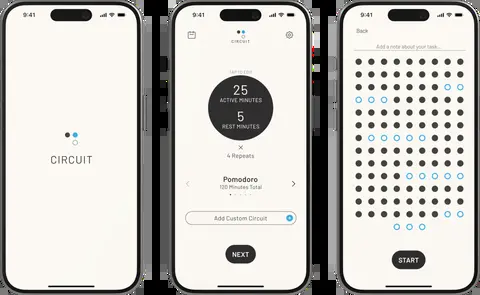 9:41
CIRCUIT
9:41
CIRCUIT
25
ACTIVE MINUTES
5
REST MINUTES
×
4 Repeats
Pomodoro
120 Minutes Total
Add Custom Circuit
NEXT
9:41
Back
Add a note about your task...
START